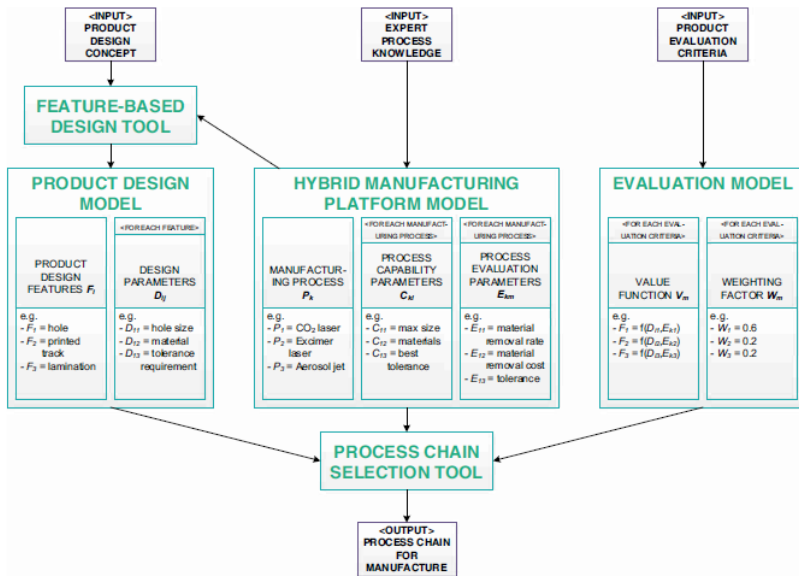 <INPUT>
PRODUCT
DESIGN
CONCEPT
<INPUT>
EXPERT
PROCESS
KNOWLEDGE
<INPUT>
PRODUCT
EVALUATION
CRITERIA
FEATURE-BASED
DESIGN TOOL
PRODUCT DESIGN
MODEL
PRODUCT
DESIGN
FEATURES Fi
e.g.
- F1 = hole
- F2 = printed
track
- F3 = lamination
<FOR EACH FEATURE>
DESIGN
PARAMETERS
Dij
e.g.
- D11 = hole size
- D12 = material
- D13 = tolerance
requirement
HYBRID MANUFACTURING
PLATFORM MODEL
MANUFACTUR-
ING PROCESS
Pk
e.g.
- P1 = CO2 laser
- P2 = Excimer
laser
- P3 = Aerosol jet
<FOR EACH MANUFACT-
URING PROCESS>
PROCESS
CAPABILITY
PARAMETERS
Ckl
e.g.
- C11 = max size
- C12 = materials
- C13 = best
tolerance
<FOR EACH MANUFACT-
URING PROCESS>
PROCESS
EVALUATION
PARAMETERS
Ekm
e.g.
- E11 = material
removal rate
- E12 = material
removal cost
- E13 = tolerance
EVALUATION MODEL
<FOR EACH EVAL-
UATION CRITERIA>
VALUE
FUNCTION Vm
e.g.
- F1 = f(Di1,Ek1)
- F2 = f(Di2,Ek2)
- F3 = f(Di3,Ek3)
<FOR EACH EVAL-
UATION CRITERIA>
WEIGHTING
FACTOR Wm
e.g.
- W1 = 0.6
- W2 = 0.2
- W3 = 0.2
PROCESS CHAIN
SELECTION TOOL
<OUTPUT>
PROCESS CHAIN
FOR
MANUFACTURE